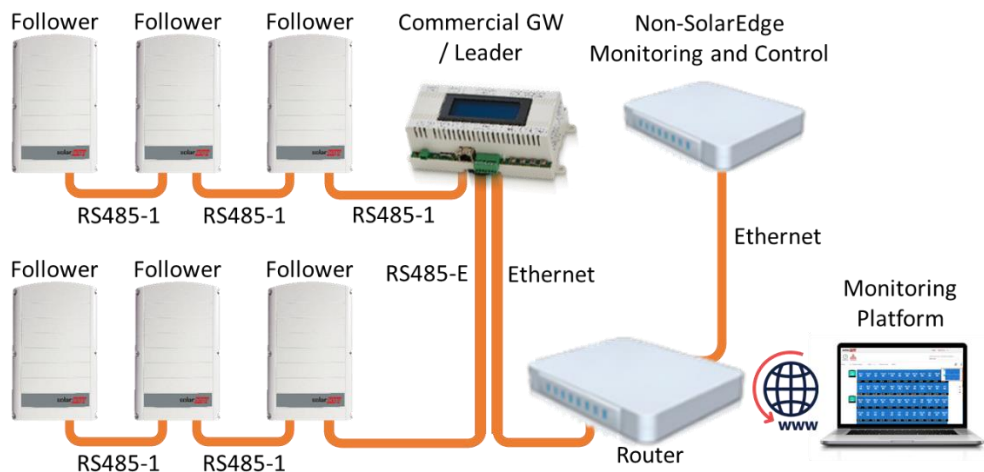 Follower
Follower
Follower
Commercial GW
/ Leader
Non-SolarEdge
Monitoring and Control
RS485-1
RS485-1
RS485-1
Ethernet
Follower
Follower
Follower
RS485-E
Ethernet
Monitoring
Platform
www
Router
RS485-1
RS485-1